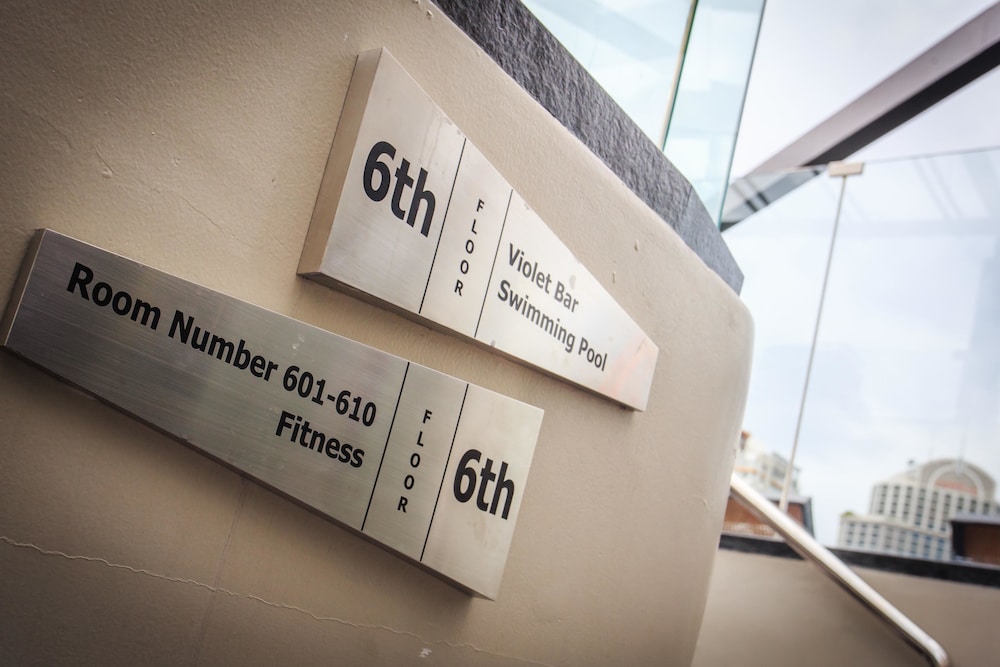 6th
FLOOR
Violet Bar
Swimming Pool
Room Number 601-610
Fitness
FLOOR
6th